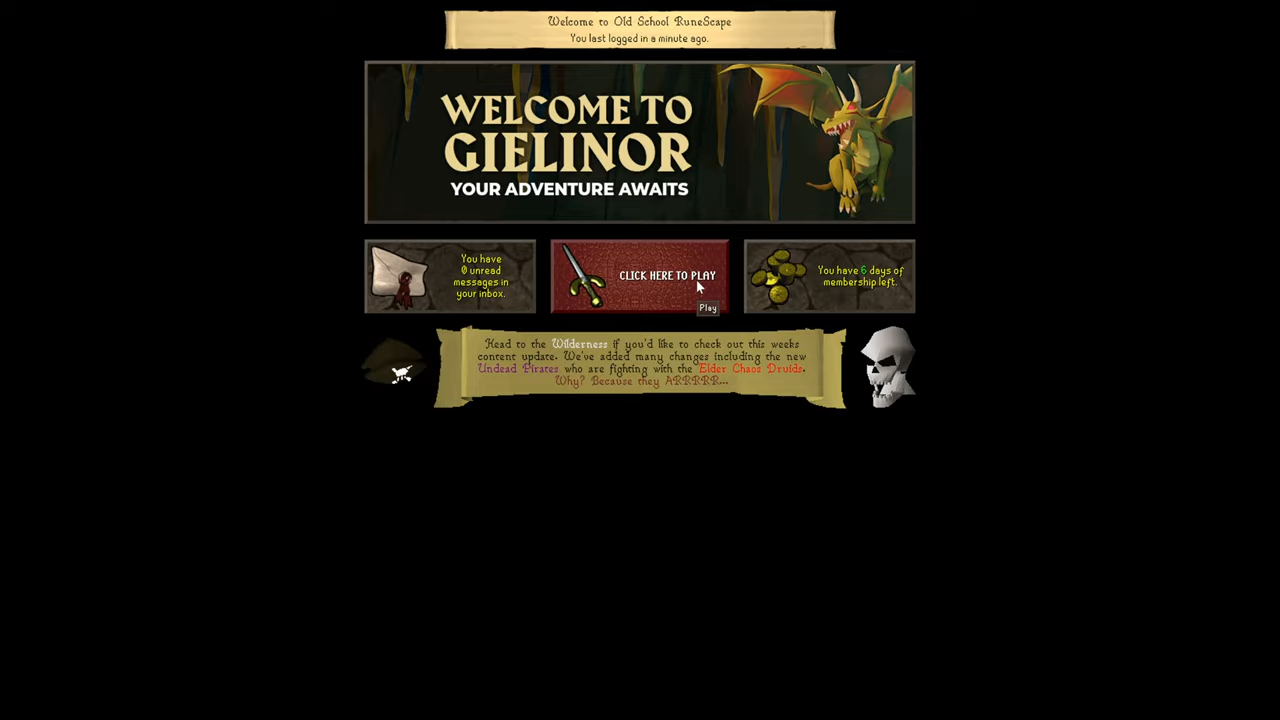 Welcome to Old School RuneScape
You last logged in a minute ago.
WELCOME TO
GIELINOR
YOUR ADVENTURE AWAITS
You have
0 unread
messages in
your inbox.
CLICK HERE TO PLAY
Play
You have 6 days of
membership left.
Head to the Wilderness if you'd like to check out this weeks
content update. We've added many changes including the new
Undead Pirates who are fighting with the Elder Chaos Druids.
Why? Because they ARRRRR...